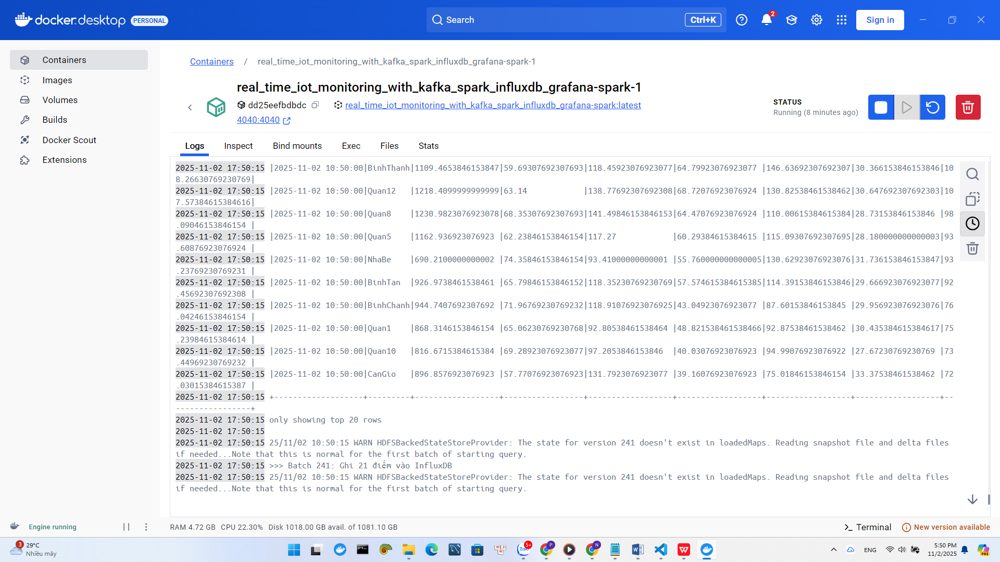 docker.desktop PERSONAL
Search
Ctrl+K
2
Sign in
Containers
Images
Volumes
Builds
Docker Scout
Extensions
Containers / real_time_iot_monitoring_with_kafka_spark_influxdb_grafana-spark-1
real_time_iot_monitoring_with_kafka_spark_influxdb_grafana-spark-1
dd25eefbdbdc
real_time_iot_monitoring_with_kafka_spark_influxdb_grafana-spark:latest
4040:4040
STATUS
Running (8 minutes ago)
Logs Inspect Bind mounts Exec Files Stats
2025-11-02 17:50:15 |2025-11-02 10:50:00|BinhThanh|1109.4653846153847|59.69307692307693|118.45923076923077|64.79923076923077 |146.63692307692307|30.366153846153846|10
8.26630769230769|
2025-11-02 17:50:15 |2025-11-02 10:50:00|Quan12   |1218.4099999999999|63.14            |138.77692307692308|68.72076923076924 |130.82538461538462|30.647692307692303|10
7.57384615384616|
2025-11-02 17:50:15 |2025-11-02 10:50:00|Quan8    |1230.9823076923078|68.35307692307693|141.49846153846153|64.47076923076924 |110.00615384615384|28.73153846153846 |98
.09046153846154 |
2025-11-02 17:50:15 |2025-11-02 10:50:00|Quan5    |1162.936923076923 |62.23846153846154|117.27            |60.29384615384615 |115.09307692307695|28.180000000000003|93
.60876923076924 |
2025-11-02 17:50:15 |2025-11-02 10:50:00|NhaBe    |690.2100000000002 |74.35846153846154|93.41000000000001 |55.760000000000005|130.62923076923076|31.736153846153847|93
.23769230769231 |
2025-11-02 17:50:15 |2025-11-02 10:50:00|BinhTan  |926.9738461538461 |65.79846153846152|118.35230769230769|57.574615384615385|114.39153846153846|29.666923076923077|92
.45692307692308 |
2025-11-02 17:50:15 |2025-11-02 10:50:00|BinhChanh|944.7407692307692 |71.96769230769232|118.91076923076925|43.04923076923077 |87.60153846153845 |29.956923076923076|76
.04246153846154 |
2025-11-02 17:50:15 |2025-11-02 10:50:00|Quan1    |868.3146153846154 |65.06230769230768|92.80538461538464 |48.821538461538466|92.87538461538462 |30.435384615384617|75
.23984615384614 |
2025-11-02 17:50:15 |2025-11-02 10:50:00|Quan10   |816.6715384615384 |69.28923076923077|97.2053846153846  |40.03076923076923 |94.99076923076922 |27.67230769230769 |73
.44969230769232 |
2025-11-02 17:50:15 |2025-11-02 10:50:00|CanGio   |896.8576923076923 |57.77076923076923|131.7923076923077 |39.16076923076923 |75.01846153846154 |33.37538461538462 |72
.03015384615387 |
2025-11-02 17:50:15 +-------------------+---------+------------------+-----------------+------------------+------------------+------------------+------------------+--
----------------+
2025-11-02 17:50:15 only showing top 20 rows
2025-11-02 17:50:15
2025-11-02 17:50:15 25/11/02 10:50:15 WARN HDFSBackedStateStoreProvider: The state for version 241 doesn't exist in loadedMaps. Reading snapshot file and delta files
if needed...Note that this is normal for the first batch of starting query.
2025-11-02 17:50:15 >>> Batch 241: Ghi 21 điểm vào InfluxDB
2025-11-02 17:50:15 25/11/02 10:50:15 WARN HDFSBackedStateStoreProvider: The state for version 241 doesn't exist in loadedMaps. Reading snapshot file and delta files
if needed...Note that this is normal for the first batch of starting query.
Engine running
RAM 4.72 GB CPU 22.30% Disk 1018.00 GB avail. of 1081.10 GB
Terminal
New version available
3
29°C
Nhiều mây
Zalo
5+
P
N
W
W
ENG
5:50 PM
11/2/2025
PRE